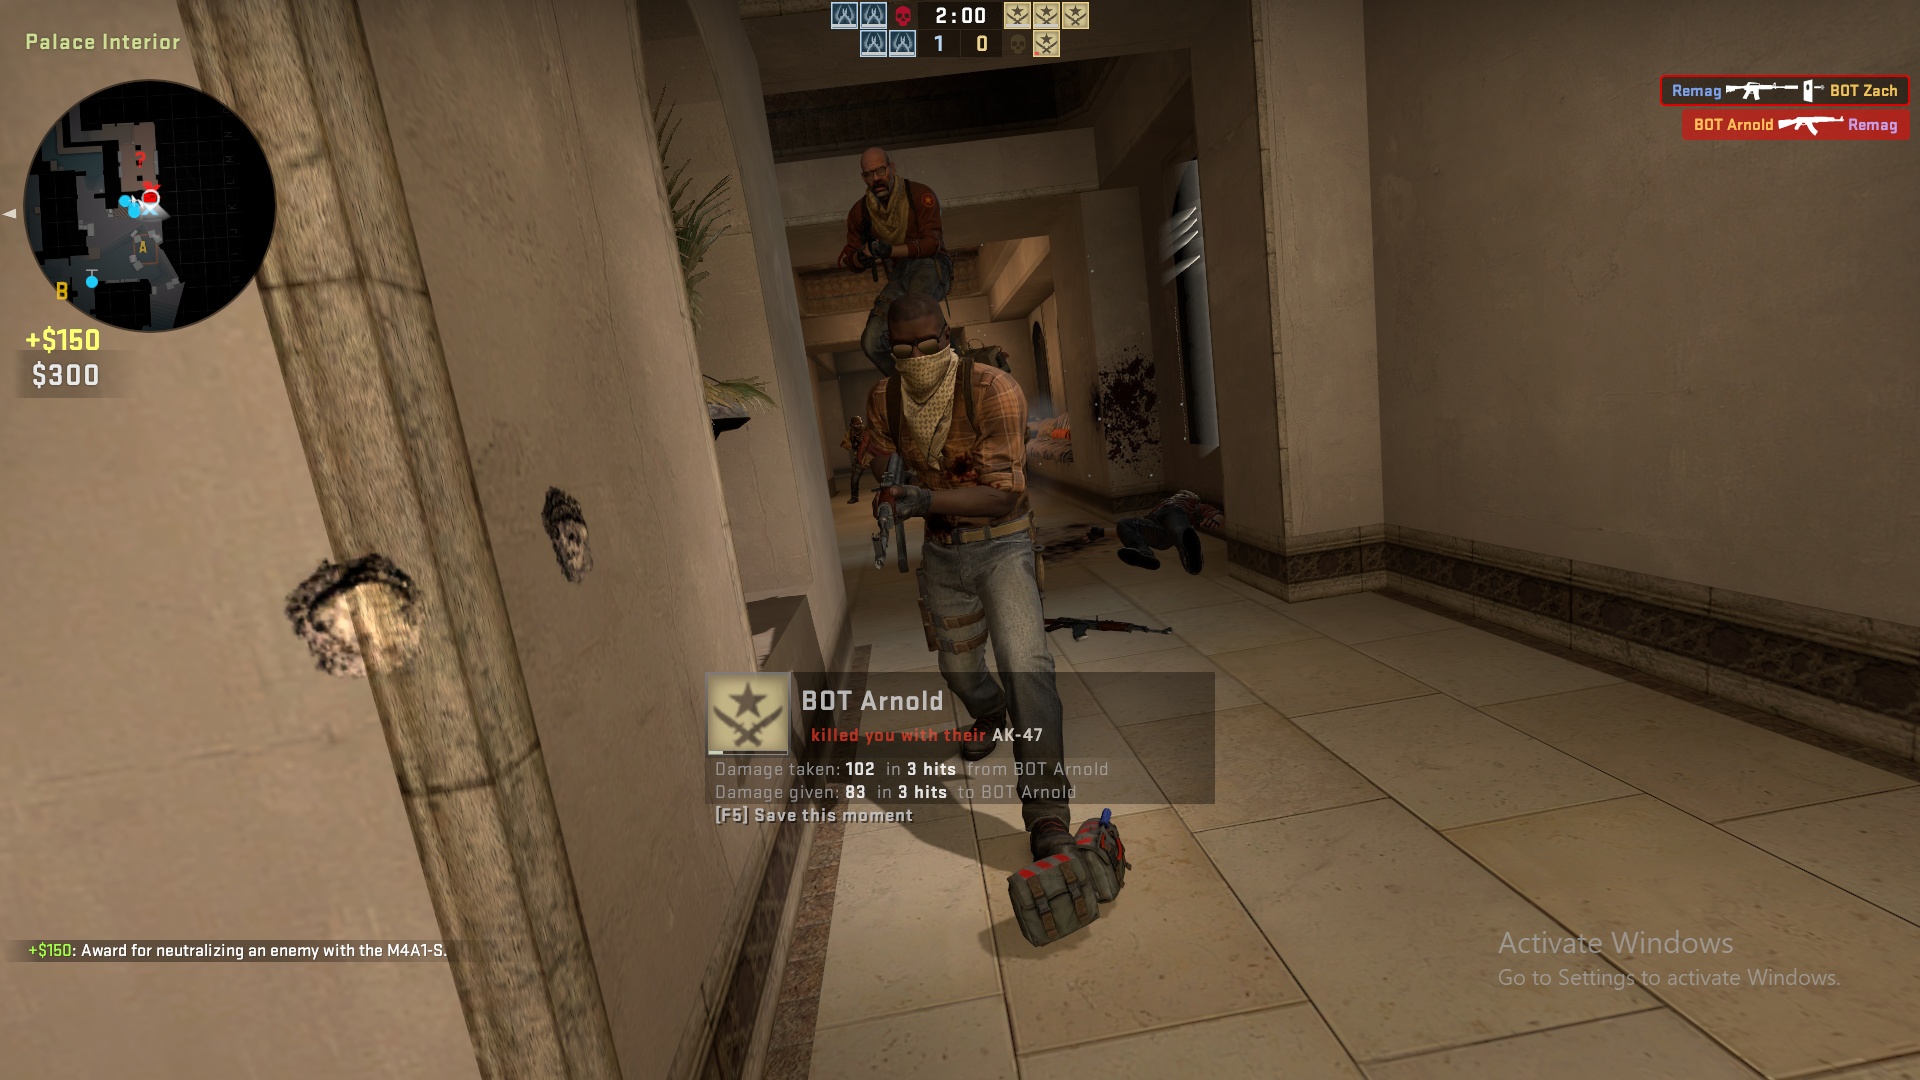 Palace Interior
2:00
1 0
Remag BOT Zach
BOT Arnold Remag
A
B
?
+$150
$300
BOT Arnold
killed you with their AK-47
Damage taken: 102 in 3 hits from BOT Arnold
Damage given: 83 in 3 hits to BOT Arnold
[F5] Save this moment
+$150: Award for neutralizing an enemy with the M4A1-S.
Activate Windows
Go to Settings to activate Windows.